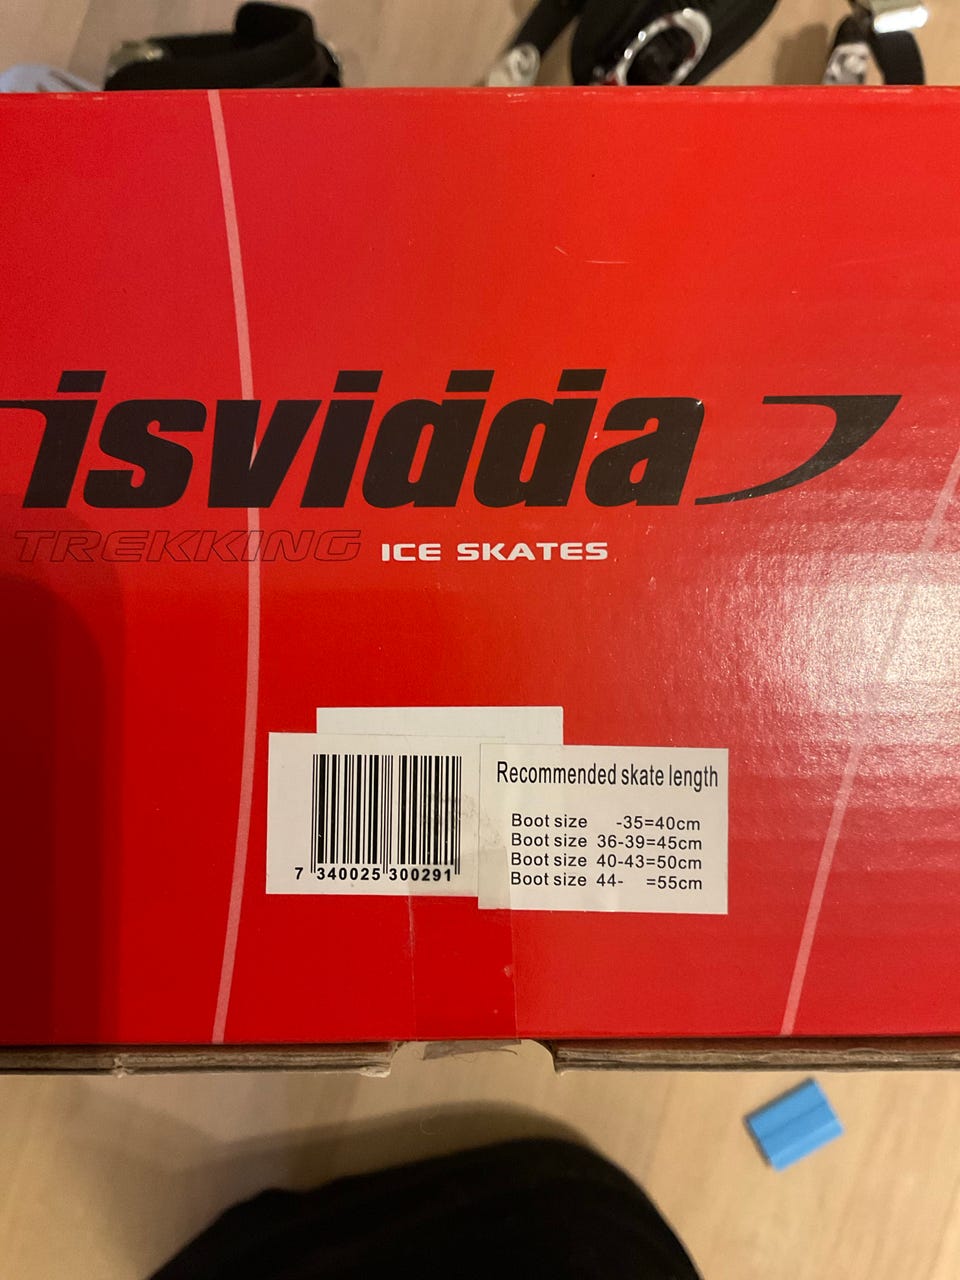 isvidda
TREKKING ICE SKATES
7 340025 300291
Recommended skate length
Boot size -35=40cm
Boot size 36-39=45cm
Boot size 40-43=50cm
Boot size 44- =55cm